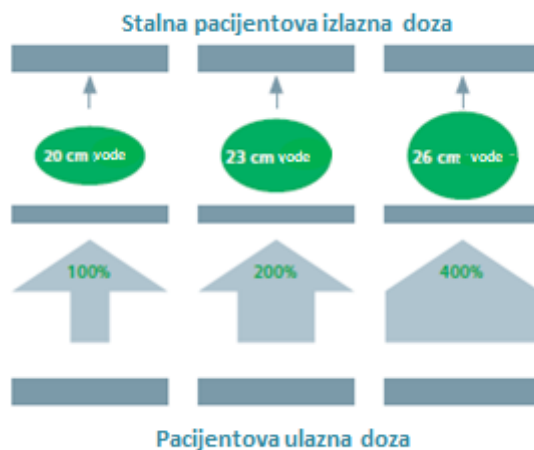 Stalna pacijentova izlazna doza
20 cm vode
23 cm vode
26 cm vode
100%
200%
400%
Pacijentova ulazna doza